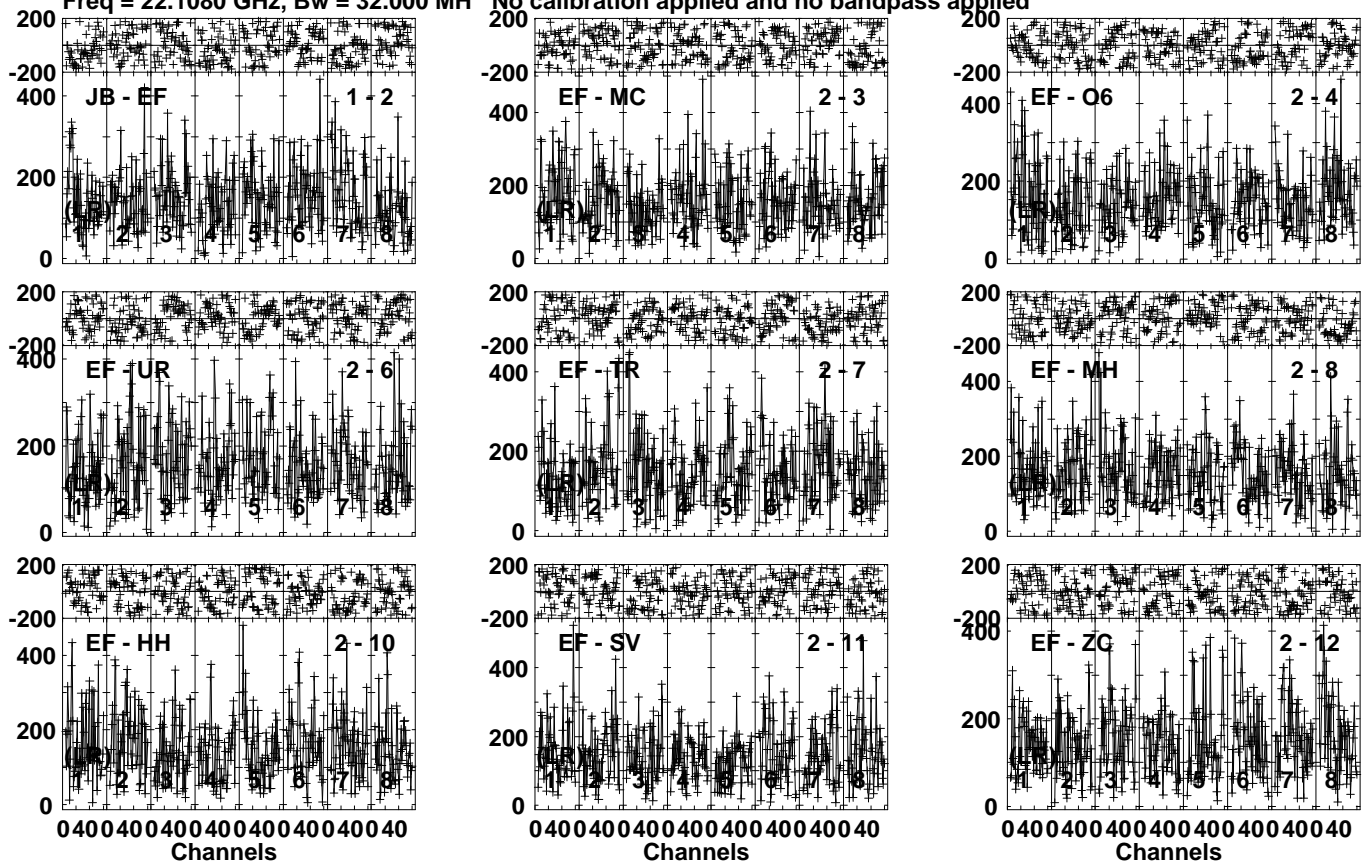 Freq = 22.1080 GHz, Bw = 32.000 MH No calibration applied and no bandpass applied
200 200 200
-200 -200 -200
JB - EF 1 - 2 EF - MC 2 - 3 EF - O6 2 - 4
400 400 400
200 200 200
(LR) (LR) (LR)
1 2 3 4 5 6 7 8 1 2 3 4 5 6 7 8 1 2 3 4 5 6 7 8
0 0 0
200 200 200
-200 -200 -200
EF - UR 2 - 6 EF - TR 2 - 7 EF - MH 2 - 8
400 400 400
200 200 200
(LR) (LR) (LR)
1 2 3 4 5 6 7 8 1 2 3 4 5 6 7 8 1 2 3 4 5 6 7 8
0 0 0
200 200 200
-200 -200 -200
EF - HH 2 - 10 EF - SV 2 - 11 EF - ZC 2 - 12
400 400 400
200 200 200
(LR) (LR) (LR)
1 2 3 4 5 6 7 8 1 2 3 4 5 6 7 8 1 2 3 4 5 6 7 8
0 0 0
0 40 0 40 0 40 0 40 0 40 0 40 0 40 0 40 0 40 0 40 0 40 0 40 0 40 0 40 0 40 0 40 0 40 0 40 0 40 0 40 0 40 0 40 0 40 0 40
Channels Channels Channels